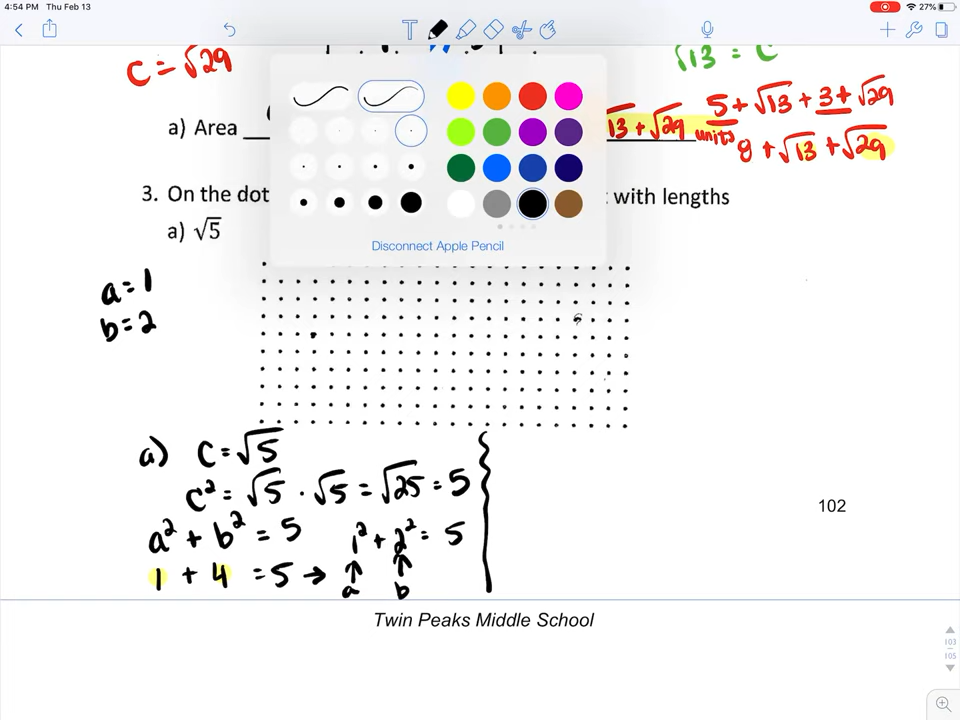 4:54 PM Thu Feb 13
27%
T
c = √29
√13 = c
a) Area
√13 + √29 units
5 + √13 + 3 + √29
8 + √13 + √29
3. On the dot with lengths
a) √5
a = 1
b = 2
Disconnect Apple Pencil
a) c = √5
c² = √5 · √5 = √25 = 5
a² + b² = 5
1² + 2² = 5
1 + 4 = 5 →
a b
102
Twin Peaks Middle School
103
105